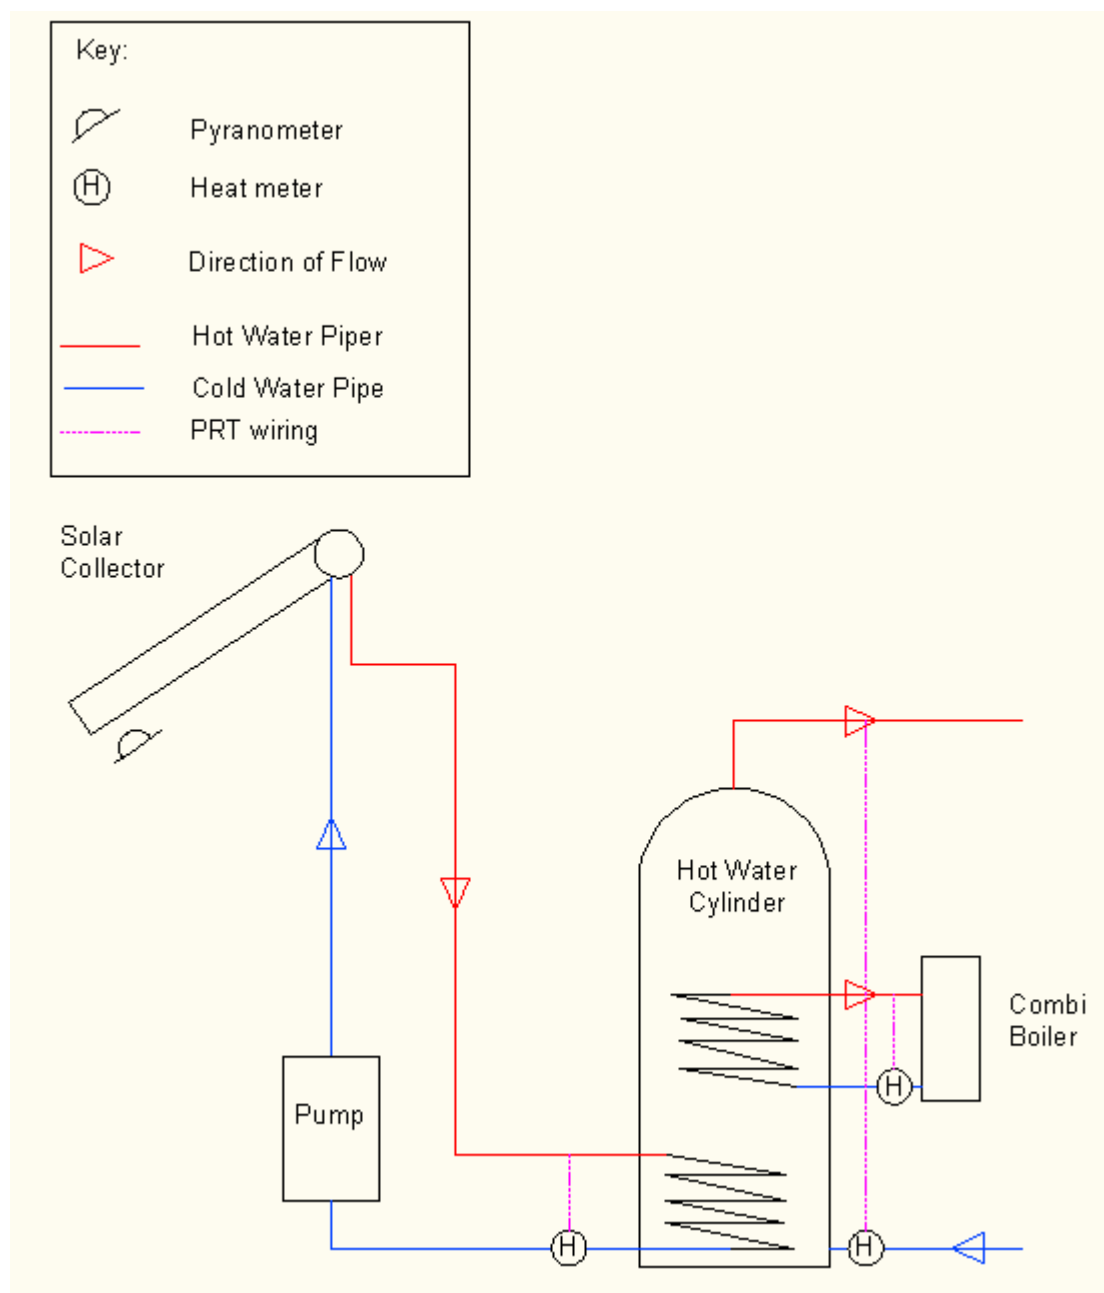 Key:
Pyranometer
H
Heat meter
Direction of Flow
Hot Water Piper
Cold Water Pipe
PRT wiring
Solar
Collector
Hot Water
Cylinder
Combi
Boiler
H
Pump
H
H